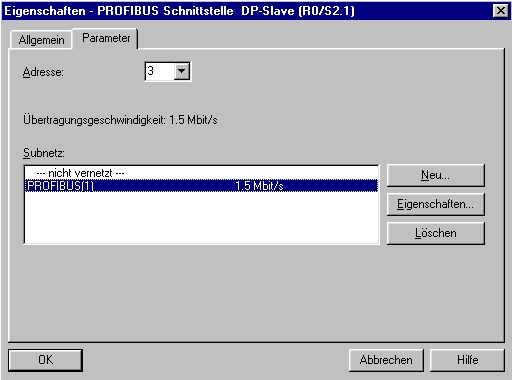 Eigenschaften - PROFIBUS Schnittstelle DP-Slave (R0/S2.1)
Allgemein Parameter
Adresse: 3
Übertragungsgeschwindigkeit: 1.5 Mbit/s
Subnetz:
--- nicht vernetzt ---
PROFIBUS(1) 1.5 Mbit/s
Neu...
Eigenschaften...
Löschen
OK Abbrechen Hilfe